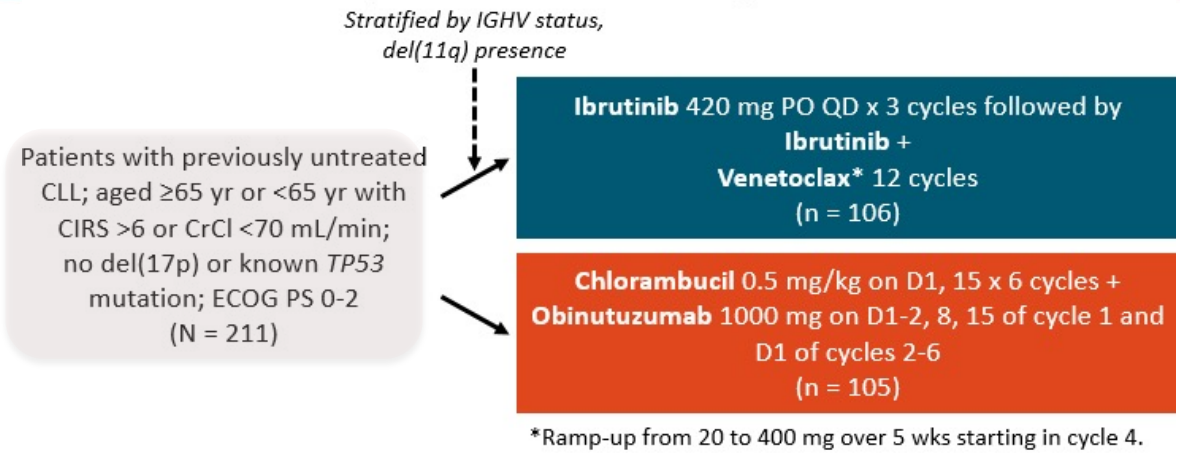 Stratified by IGHV status,
del(11q) presence
Patients with previously untreated
CLL; aged ≥65 yr or <65 yr with
CIRS >6 or CrCl <70 mL/min;
no del(17p) or known TP53
mutation; ECOG PS 0-2
(N = 211)
Ibrutinib 420 mg PO QD x 3 cycles followed by
Ibrutinib +
Venetoclax* 12 cycles
(n = 106)
Chlorambucil 0.5 mg/kg on D1, 15 x 6 cycles +
Obinutuzumab 1000 mg on D1-2, 8, 15 of cycle 1 and
D1 of cycles 2-6
(n = 105)
*Ramp-up from 20 to 400 mg over 5 wks starting in cycle 4.